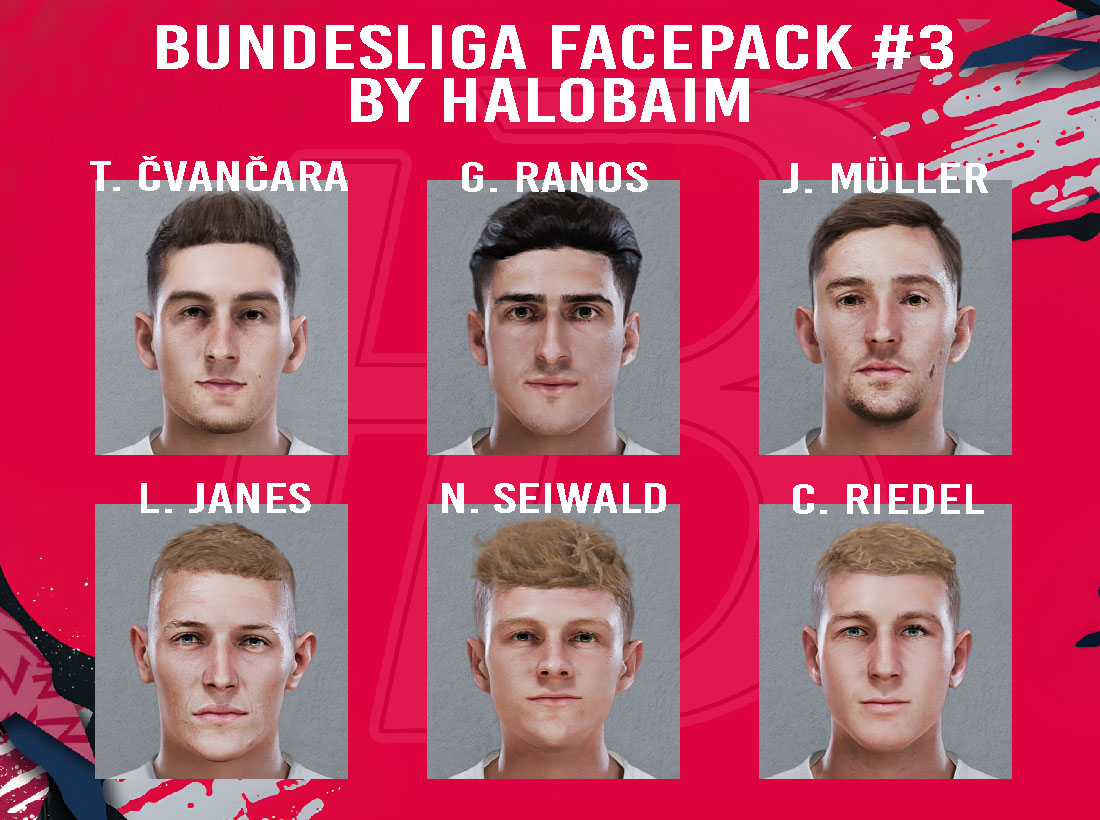 BUNDESLIGA FACEPACK #3
BY HALOBAIM
T. ČVANČARA
G. RANOS
J. MÜLLER
L. JANES
N. SEIWALD
C. RIEDEL